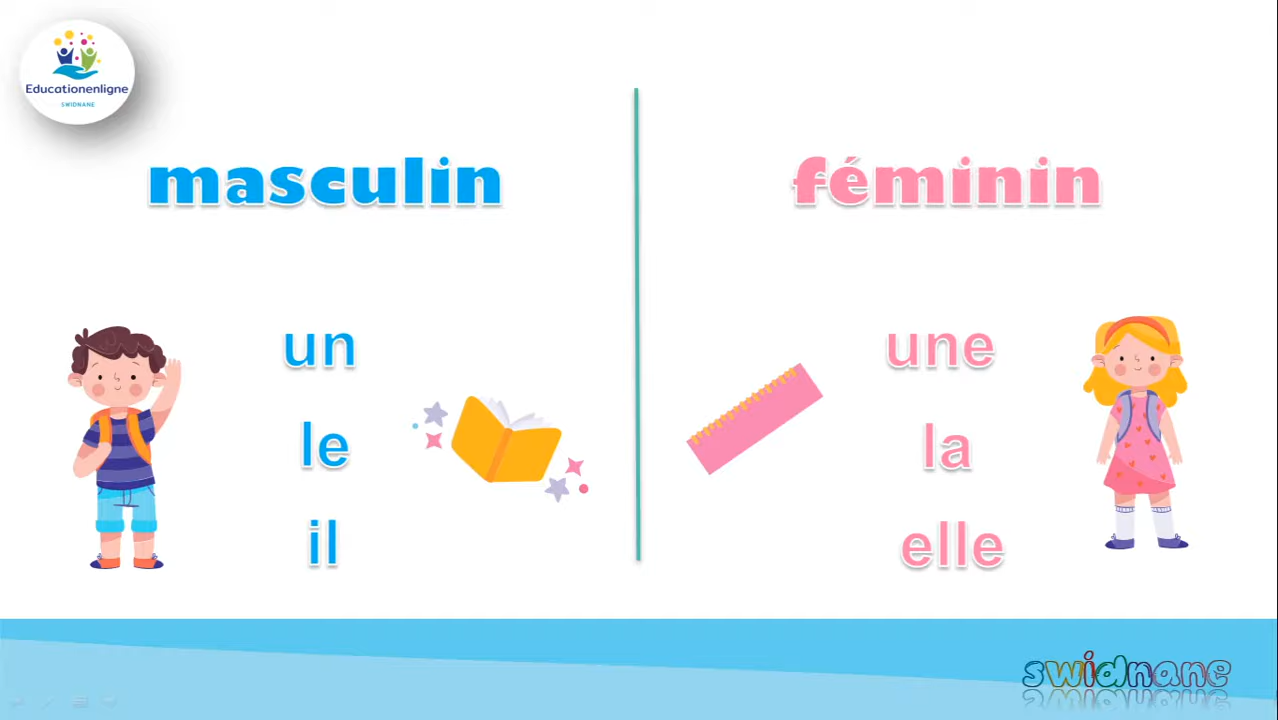 Educationenligne
SWIDNANE
masculin
un
le
il
féminin
une
la
elle
swidnane